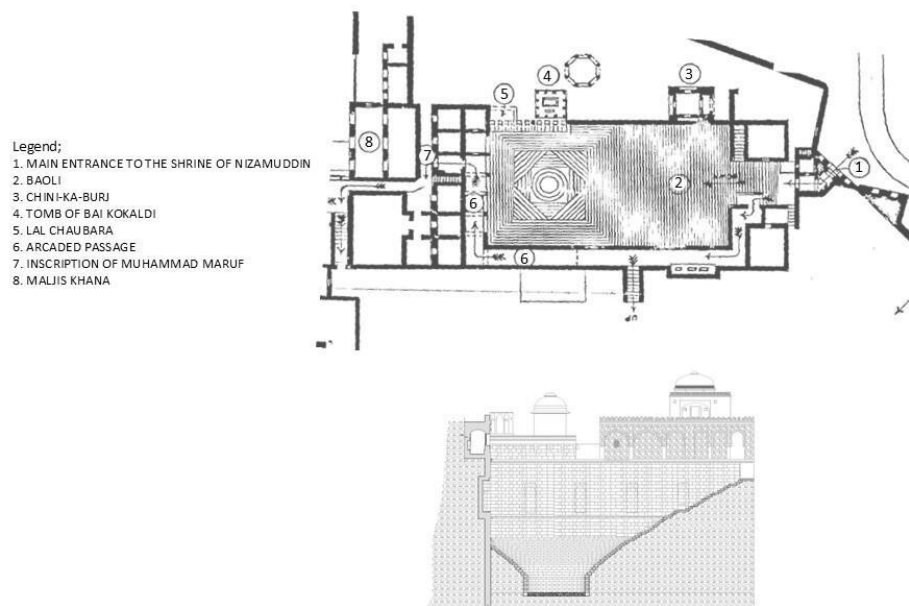 Legend;
1. MAIN ENTRANCE TO THE SHRINE OF NIZAMUDDIN
2. BAOLI
3. CHINI-KA-BURJ
4. TOMB OF BAI KOKALDI
5. LAL CHAUBARA
6. ARCADED PASSAGE
7. INSCRIPTION OF MUHAMMAD MARUF
8. MALJIS KHANA
4
3
5
8
7
1
2
6
6
UP